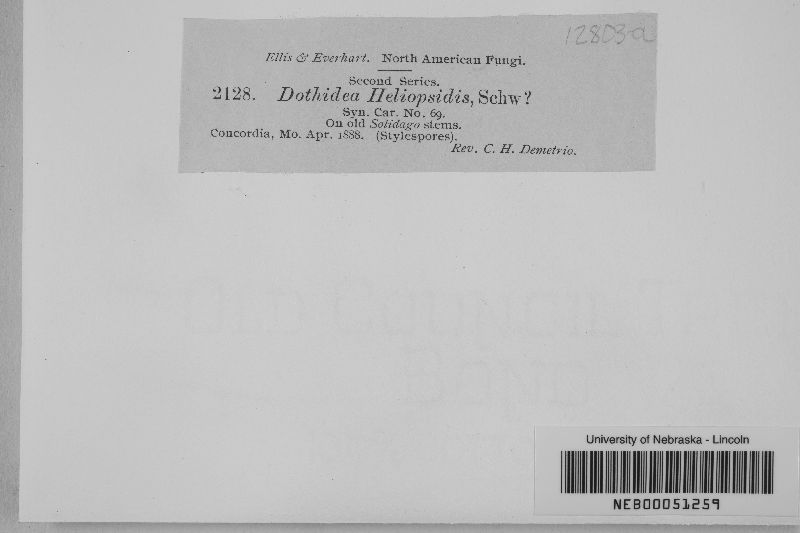 12803-a
Ellis & Everhart. North American Fungi.
Second Series.
2128. Dothidea Heliopsidis, Schw?
Syn. Car. No. 69.
On old Solidago stems.
Concordia, Mo. Apr. 1888. (Stylespores).
Rev. C. H. Demetrio.
University of Nebraska - Lincoln
NEB00051259